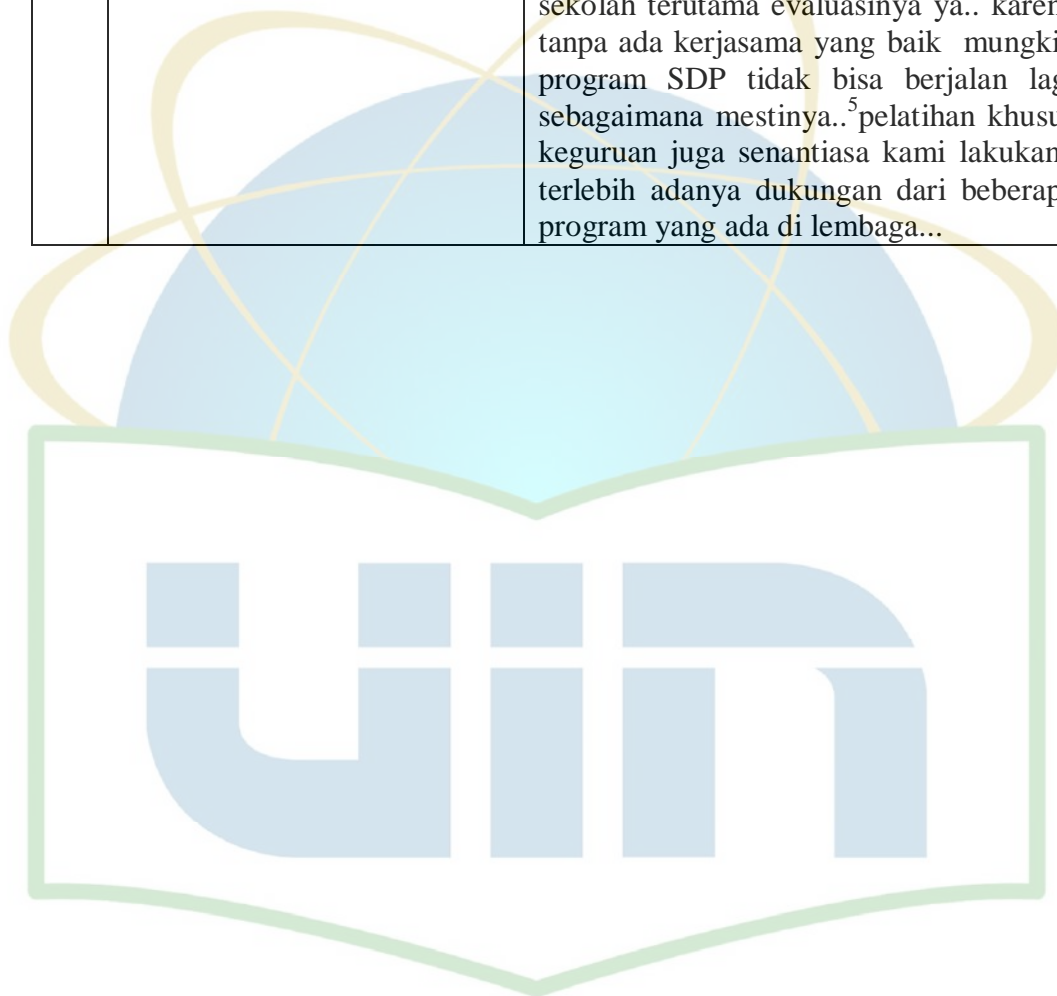 sekolah terutama evaluasinya ya.. karen
tanpa ada kerjasama yang baik mungki
program SDP tidak bisa berjalan lag
sebagaimana mestinya..⁵pelatihan khusu
keguruan juga senantiasa kami lakukan
terlebih adanya dukungan dari beberap
program yang ada di lembaga...
uin